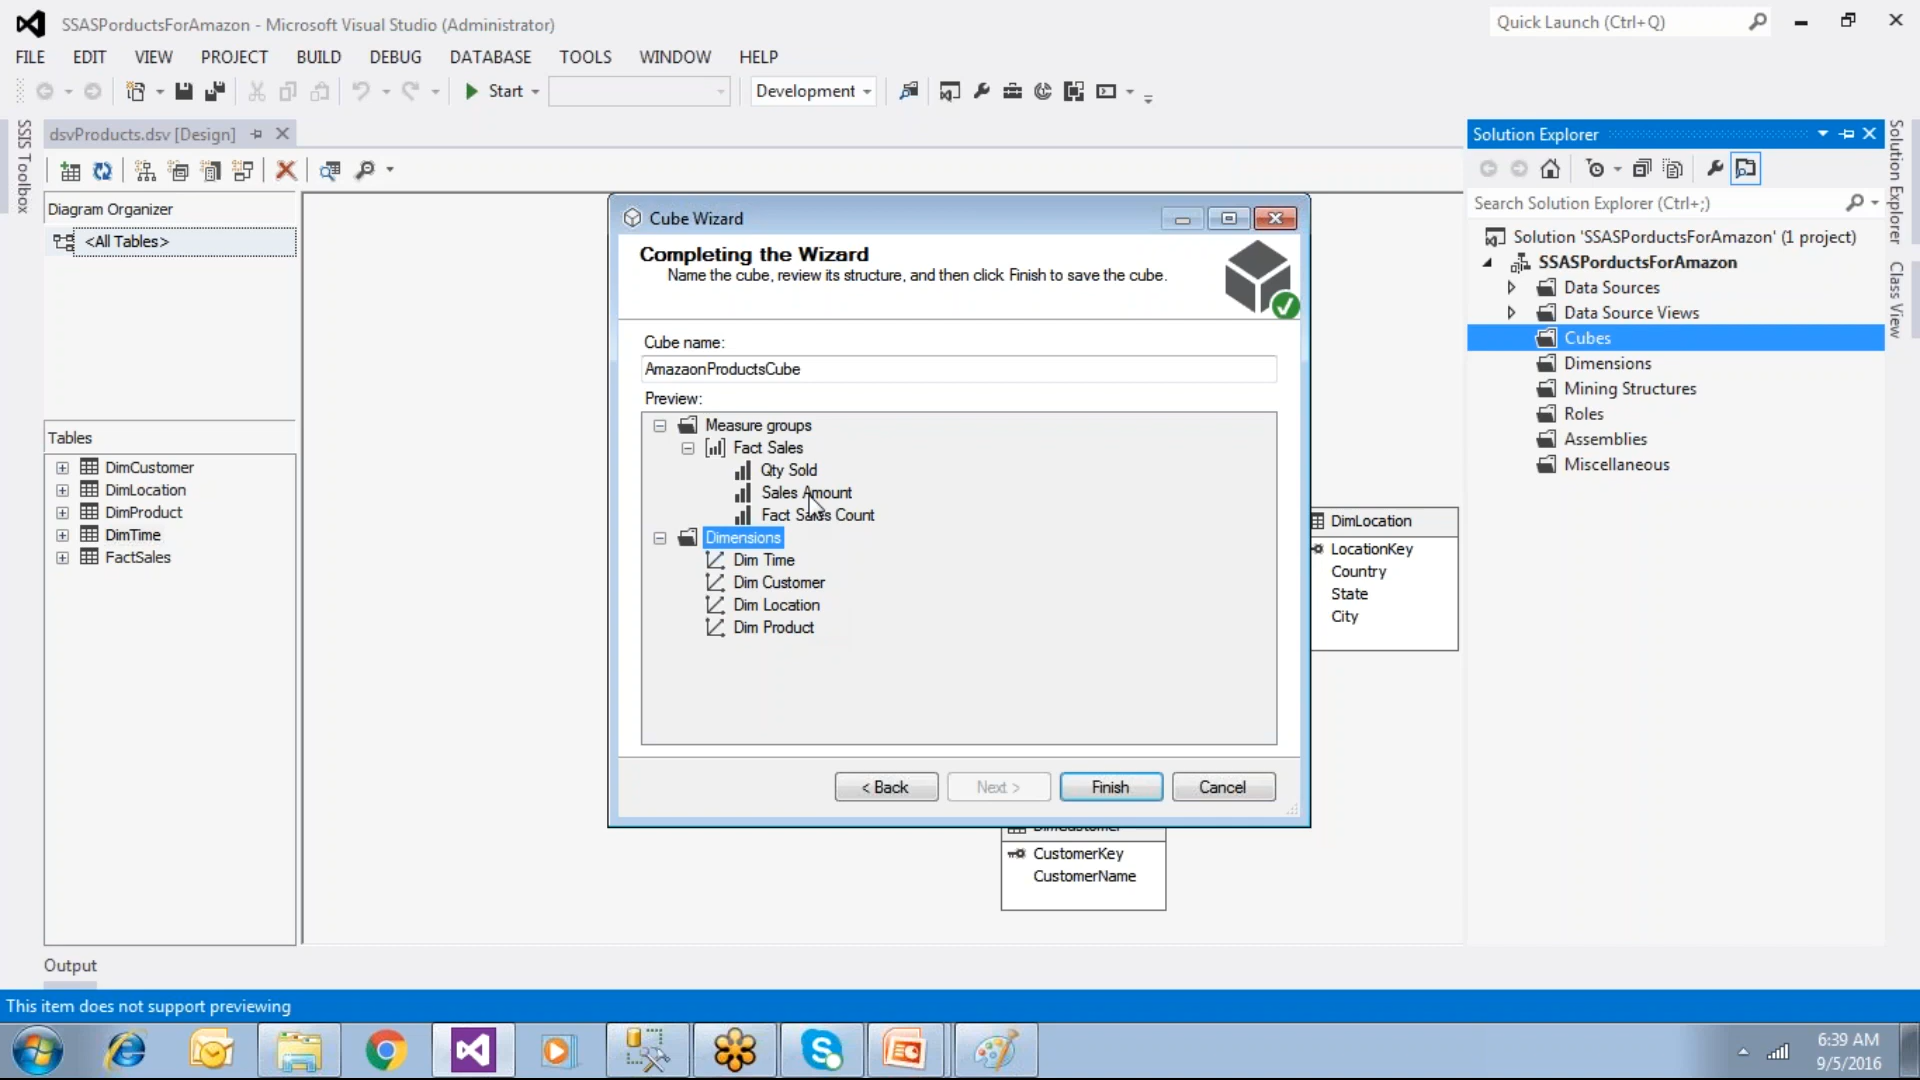 SSASPorductsForAmazon - Microsoft Visual Studio (Administrator)
Quick Launch (Ctrl+Q)
FILE EDIT VIEW PROJECT BUILD DEBUG DATABASE TOOLS WINDOW HELP
Start
Development
SSIS Toolbox
dsvProducts.dsv [Design]
Diagram Organizer
<All Tables>
Tables
DimCustomer
DimLocation
DimProduct
DimTime
FactSales
Cube Wizard
Completing the Wizard
Name the cube, review its structure, and then click Finish to save the cube.
Cube name:
AmazaonProductsCube
Preview:
Measure groups
Fact Sales
Qty Sold
Sales Amount
Fact Sales Count
Dimensions
Dim Time
Dim Customer
Dim Location
Dim Product
< Back
Next >
Finish
Cancel
DimLocation
LocationKey
Country
State
City
DimCustomer
CustomerKey
CustomerName
Solution Explorer
Search Solution Explorer (Ctrl+;)
Solution 'SSASPorductsForAmazon' (1 project)
SSASPorductsForAmazon
Data Sources
Data Source Views
Cubes
Dimensions
Mining Structures
Roles
Assemblies
Miscellaneous
Solution Explorer
Class View
Output
This item does not support previewing
6:39 AM
9/5/2016